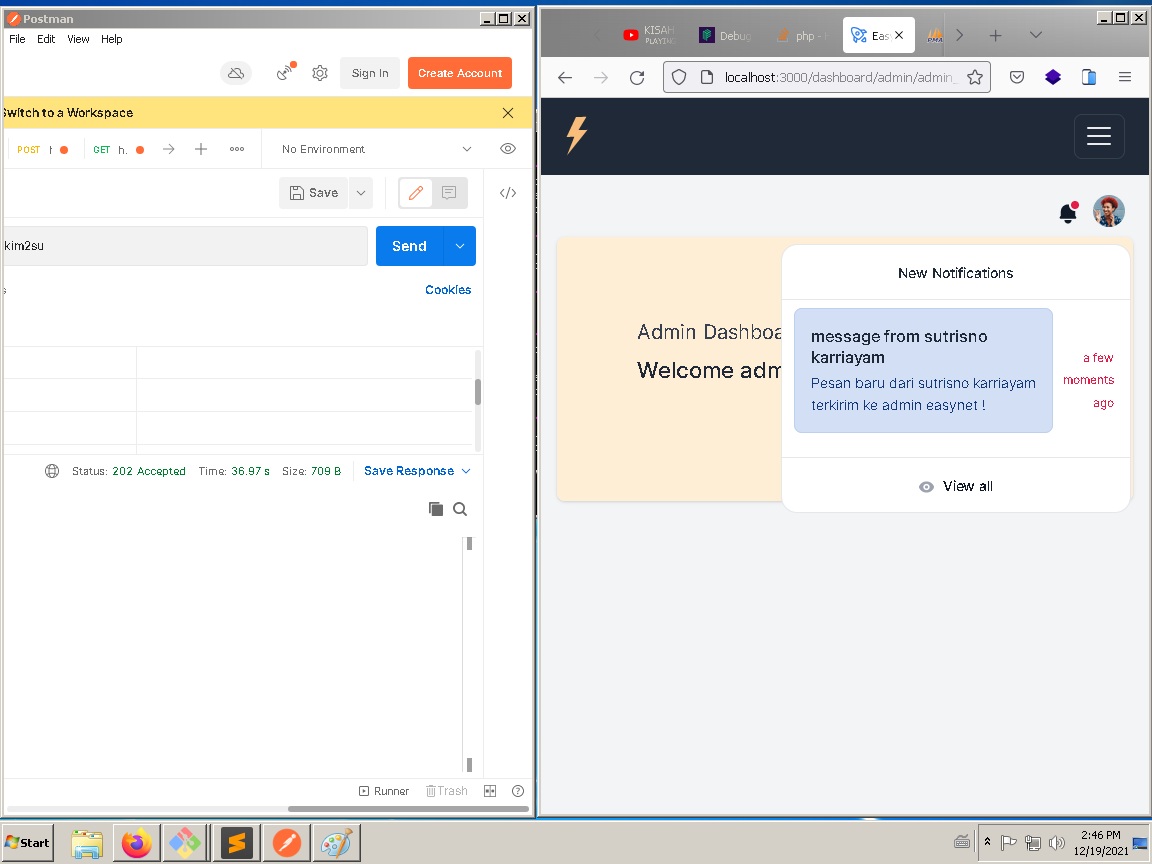 Postman
File Edit View Help
Sign In
Create Account
Switch to a Workspace
POST
GET h.
No Environment
Save
kim2su
Send
Cookies
Status: 202 Accepted Time: 36.97 s Size: 709 B Save Response
Runner
Trash
KISAH
PLAYING
Debug
php -
Eas
PMA
localhost:3000/dashboard/admin/admin_
Admin Dashboa
Welcome adm
New Notifications
message from sutrisno
karriayam
Pesan baru dari sutrisno karriayam
terkirim ke admin easynet !
a few
moments
ago
View all
Start
2:46 PM
12/19/2021